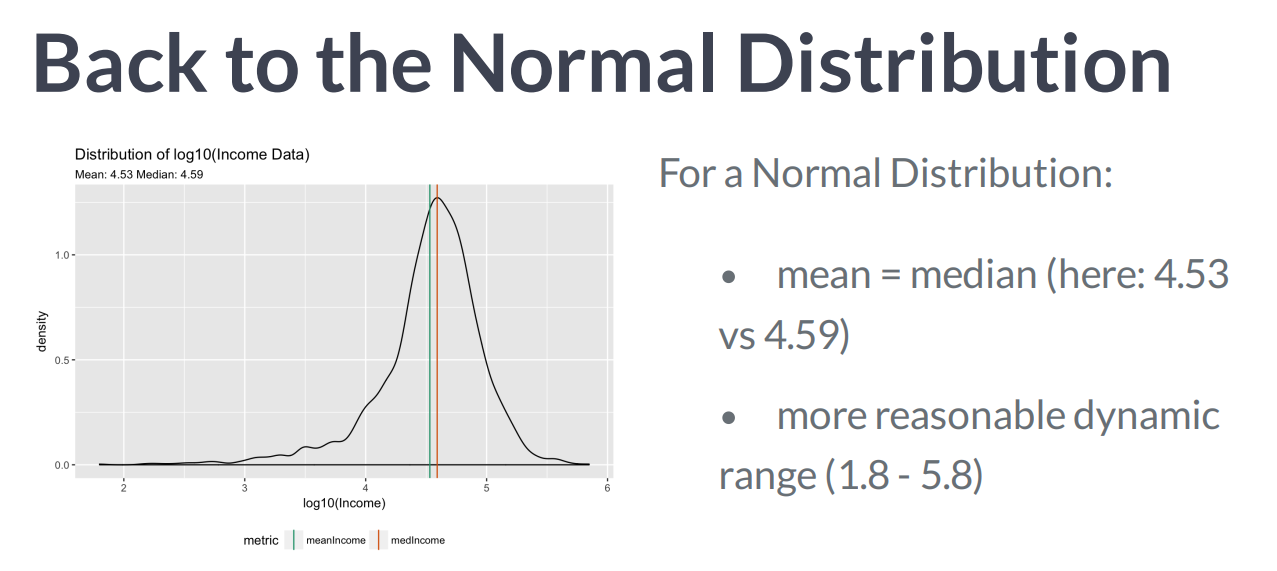 Back to the Normal Distribution
Distribution of log10(Income Data)
Mean: 4.53 Median: 4.59
density
1.0
0.5
0.0
2 3 4 5 6
log10(Income)
metric meanIncome medIncome
For a Normal Distribution:
• mean = median (here: 4.53
vs 4.59)
• more reasonable dynamic
range (1.8 - 5.8)